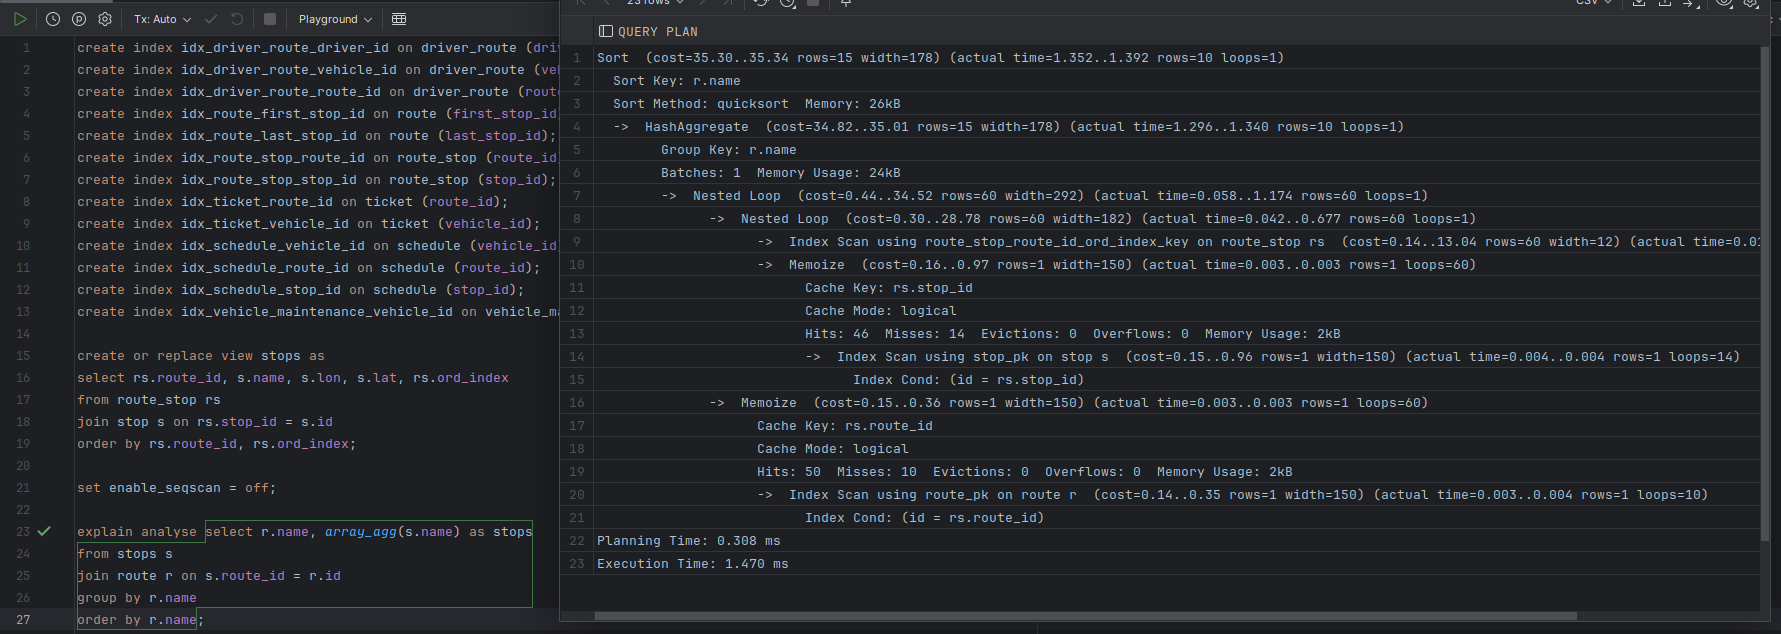 Tx: Auto
Playground
1 create index idx_driver_route_driver_id on driver_route (
2 create index idx_driver_route_vehicle_id on driver_route (
3 create index idx_driver_route_route_id on driver_route (
4 create index idx_route_first_stop_id on route (first_stop_id
5 create index idx_route_last_stop_id on route (last_stop_id);
6 create index idx_route_stop_route_id on route_stop (route_id
7 create index idx_route_stop_stop_id on route_stop (stop_id);
8 create index idx_ticket_route_id on ticket (route_id);
9 create index idx_ticket_vehicle_id on ticket (vehicle_id);
10 create index idx_schedule_vehicle_id on schedule (vehicle_id
11 create index idx_schedule_route_id on schedule (route_id);
12 create index idx_schedule_stop_id on schedule (stop_id);
13 create index idx_vehicle_maintenance_vehicle_id on
14
15 create or replace view stops as
16 select rs.route_id, s.name, s.lon, s.lat, rs.ord_index
17 from route_stop rs
18 join stop s on rs.stop_id = s.id
19 order by rs.route_id, rs.ord_index;
20
21 set enable_seqscan = off;
22
23 explain analyse select r.name, array_agg(s.name) as stops
24 from stops s
25 join route r on s.route_id = r.id
26 group by r.name
27 order by r.name;
23 rows
CSV
QUERY PLAN
1 Sort (cost=35.30..35.34 rows=15 width=178) (actual time=1.352..1.392 rows=10 loops=1)
2 Sort Key: r.name
3 Sort Method: quicksort Memory: 26kB
4 -> HashAggregate (cost=34.82..35.01 rows=15 width=178) (actual time=1.296..1.340 rows=10 loops=1)
5 Group Key: r.name
6 Batches: 1 Memory Usage: 24kB
7 -> Nested Loop (cost=0.44..34.52 rows=60 width=292) (actual time=0.058..1.174 rows=60 loops=1)
8 -> Nested Loop (cost=0.30..28.78 rows=60 width=182) (actual time=0.042..0.677 rows=60 loops=1)
9 -> Index Scan using route_stop_route_id_ord_index_key on route_stop rs (cost=0.14..13.04 rows=60 width=12) (actual
10 -> Memoize (cost=0.16..0.97 rows=1 width=150) (actual time=0.003..0.003 rows=1 loops=60)
11 Cache Key: rs.stop_id
12 Cache Mode: logical
13 Hits: 46 Misses: 14 Evictions: 0 Overflows: 0 Memory Usage: 2kB
14 -> Index Scan using stop_pk on stop s (cost=0.15..0.96 rows=1 width=150) (actual time=0.004..0.004 rows=1 loops=14)
15 Index Cond: (id = rs.stop_id)
16 -> Memoize (cost=0.15..0.36 rows=1 width=150) (actual time=0.003..0.003 rows=1 loops=60)
17 Cache Key: rs.route_id
18 Cache Mode: logical
19 Hits: 50 Misses: 10 Evictions: 0 Overflows: 0 Memory Usage: 2kB
20 -> Index Scan using route_pk on route r (cost=0.14..0.35 rows=1 width=150) (actual time=0.003..0.004 rows=1 loops=10)
21 Index Cond: (id = rs.route_id)
22 Planning Time: 0.308 ms
23 Execution Time: 1.470 ms